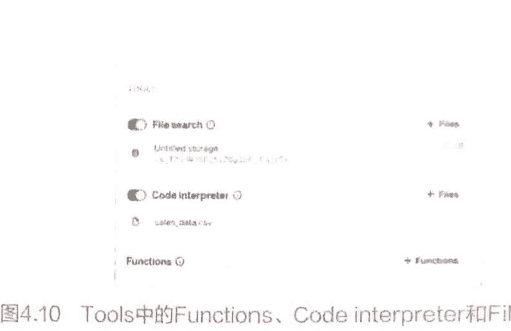 TOOLS
File search
+ Files
Untitled storage
Code interpreter
+ Files
sales_data.csv
Functions
+ Functions
图4.10 Tools中的Functions、Code interpreter和Fil